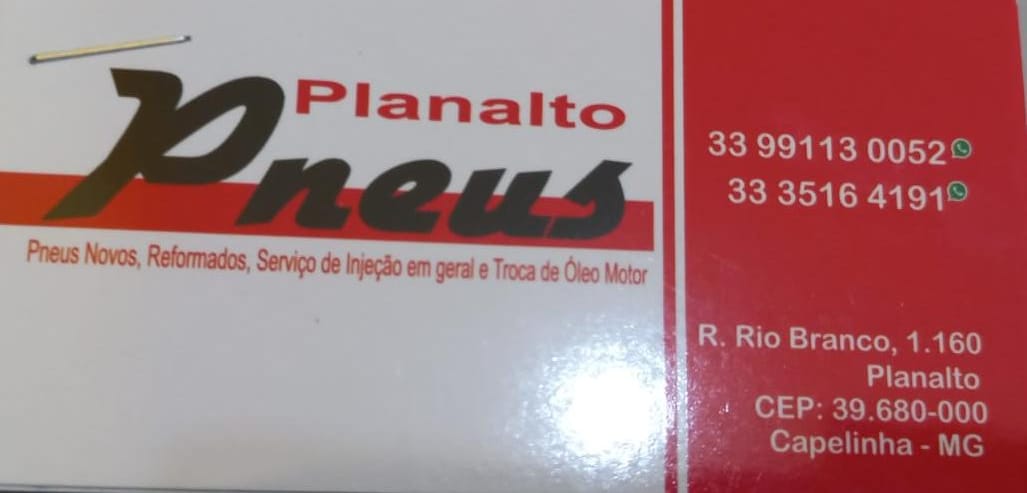 Planalto
Pneus
Pneus Novos, Reformados, Serviço de Injeção em geral e Troca de Óleo Motor
33 99113 0052
33 3516 4191
R. Rio Branco, 1.160
Planalto
CEP: 39.680-000
Capelinha - MG